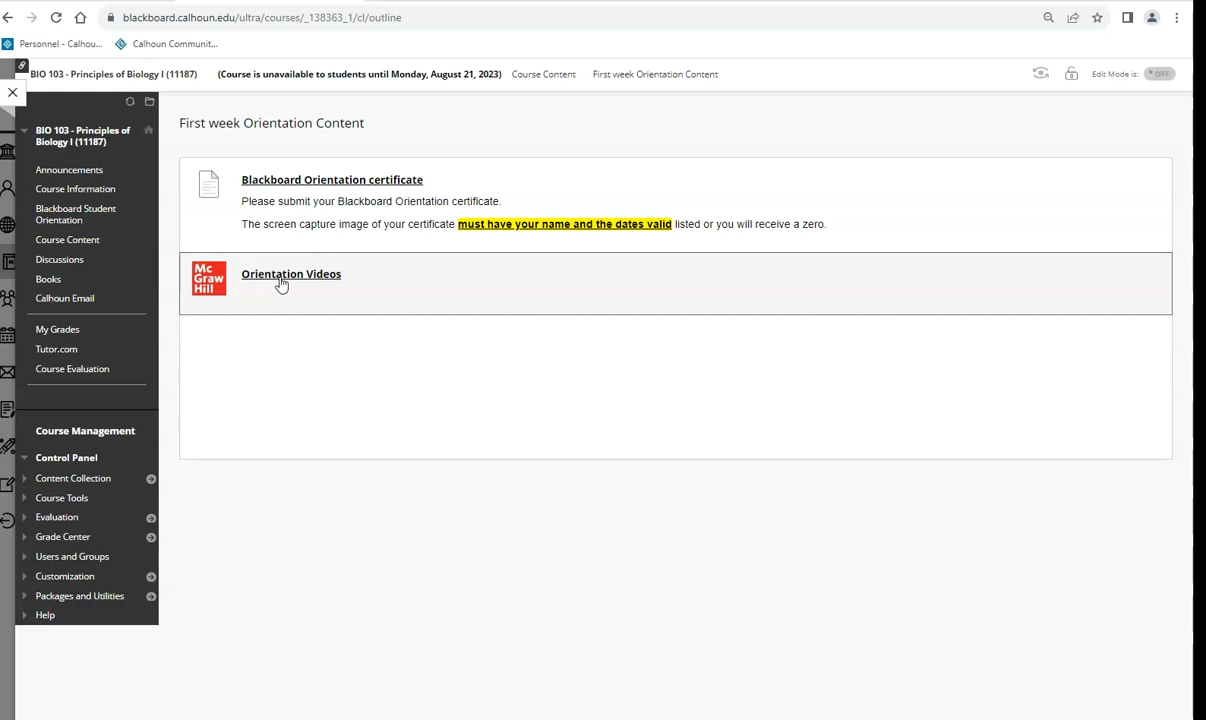 blackboard.calhoun.edu/ultra/courses/_138363_1/cl/outline
Personnel - Calhou...
Calhoun Communit...
BIO 103 - Principles of Biology I (11187)
(Course is unavailable to students until Monday, August 21, 2023)
Course Content
First week Orientation Content
Edit Mode is:
OFF
BIO 103 - Principles of
Biology I (11187)
Announcements
Course Information
Blackboard Student
Orientation
Course Content
Discussions
Books
Calhoun Email
My Grades
Tutor.com
Course Evaluation
Course Management
Control Panel
Content Collection
Course Tools
Evaluation
Grade Center
Users and Groups
Customization
Packages and Utilities
Help
First week Orientation Content
Blackboard Orientation certificate
Please submit your Blackboard Orientation certificate.
The screen capture image of your certificate must have your name and the dates valid listed or you will receive a zero.
Mc
Graw
Hill
Orientation Videos